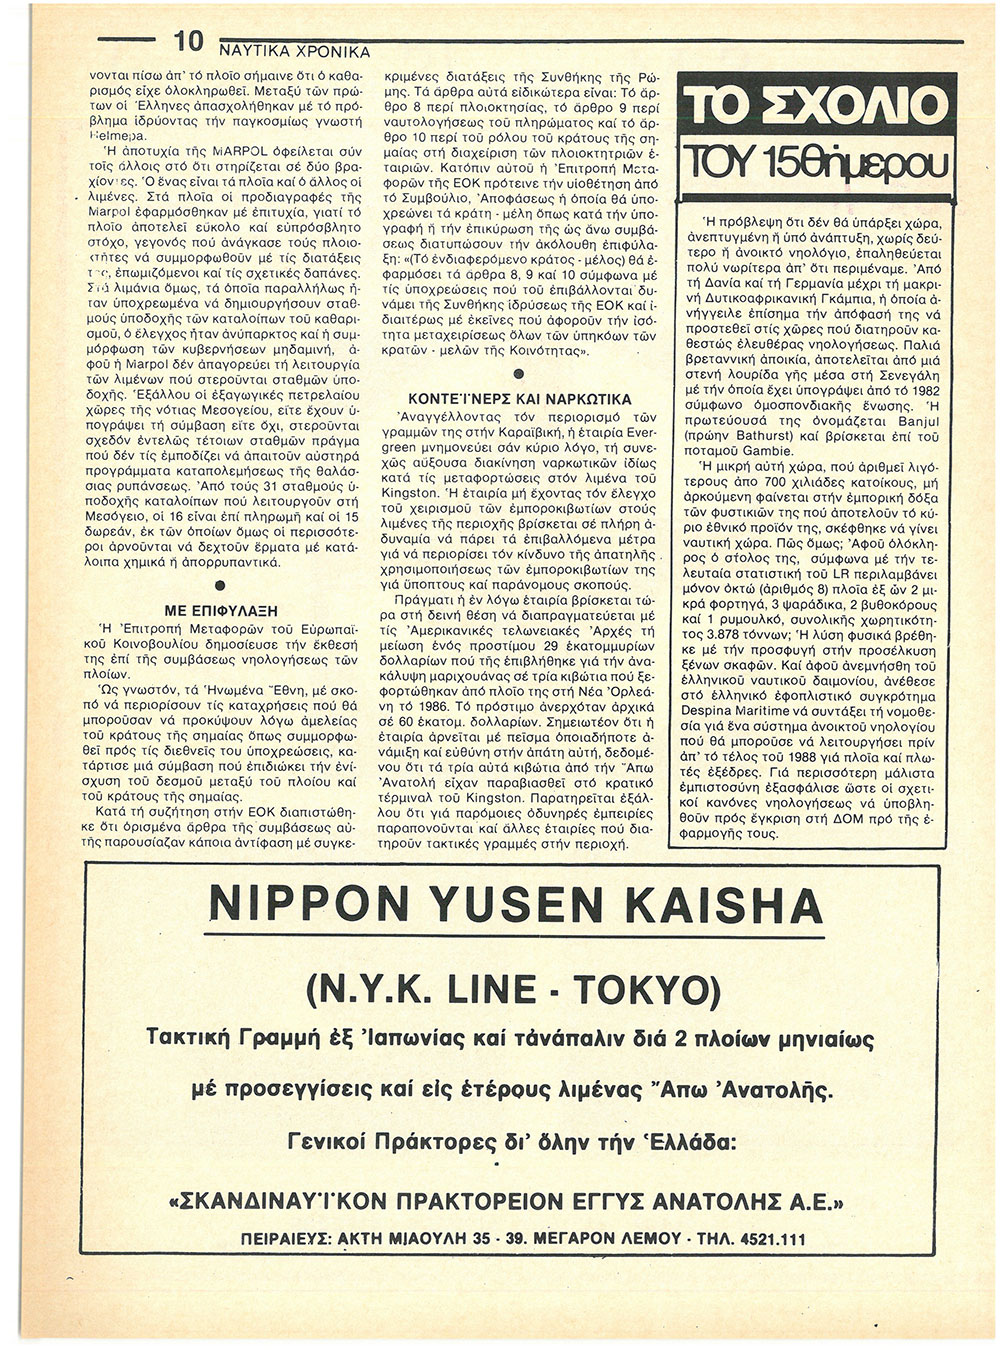 10 ΝΑΥΤΙΚΑ ΧΡΟΝΙΚΑ
νονται πίσω ἀπ' τό πλοῖο σήμαινε ὅτι ὁ καθα-
ρισμός εἶχε ὁλοκληρωθεῖ. Μεταξύ τῶν πρώ-
των οἱ Ἕλληνες ἀπασχολήθηκαν μέ τό πρό-
βλημα ἱδρύοντας τήν παγκοσμίως γνωστή
Helmepa.
Ἡ ἀποτυχία τῆς MARPOL ὀφείλεται σύν
τοῖς ἄλλοις στό ὅτι στηρίζεται σέ δύο βρα-
χίονες. Ὁ ἕνας εἶναι τά πλοῖα καί ὁ ἄλλος οἱ
λιμένες. Στά πλοῖα οἱ προδιαγραφές τῆς
Marpol ἐφαρμόσθηκαν μέ ἐπιτυχία, γιατί τό
πλοῖο ἀποτελεῖ εὔκολο καί εὐπρόσβλητο
στόχο, γεγονός πού ἀνάγκασε τούς πλοιο-
κτῆτες νά συμμορφωθοῦν μέ τίς διατάξεις
της, ἐπωμιζόμενοι καί τίς σχετικές δαπάνες.
Στά λιμάνια ὅμως, τά ὁποῖα παραλλήλως ἤ-
ταν ὑποχρεωμένα νά δημιουργήσουν σταθ-
μούς ὑποδοχῆς τῶν καταλοίπων τοῦ καθαρι-
σμοῦ, ὁ ἔλεγχος ἦταν ἀνύπαρκτος καί ἡ συμ-
μόρφωση τῶν κυβερνήσεων μηδαμινή, ἀ-
φοῦ ἡ Marpol δέν ἀπαγορεύει τή λειτουργία
τῶν λιμένων πού στεροῦνται σταθμῶν ὑπο-
δοχῆς. Ἐξάλλου οἱ ἐξαγωγικές πετρελαίου
χῶρες τῆς νότιας Μεσογείου, εἴτε ἔχουν ὑ-
πογράψει τή σύμβαση εἴτε ὄχι, στεροῦνται
σχεδόν ἐντελῶς τέτοιων σταθμῶν πράγμα
πού δέν τίς ἐμποδίζει νά ἀπαιτοῦν αὐστηρά
προγράμματα καταπολεμήσεως τῆς θαλάσ-
σιας ρυπάνσεως. Ἀπό τούς 31 σταθμούς ὑ-
ποδοχῆς καταλοίπων πού λειτουργοῦν στή
Μεσόγειο, οἱ 16 εἶναι ἐπί πληρωμῇ καί οἱ 15
δωρεάν, ἐκ τῶν ὁποίων ὅμως οἱ περισσότε-
ροι ἀρνοῦνται νά δεχτοῦν ἕρματα μέ κατά-
λοιπα χημικά ἤ ἀπορρυπαντικά.
●
ΜΕ ΕΠΙΦΥΛΑΞΗ
Ἡ Ἐπιτροπή Μεταφορῶν τοῦ Εὐρωπαϊ-
κοῦ Κοινοβουλίου δημοσίευσε τήν ἔκθεσή
της ἐπί τῆς συμβάσεως νηολογήσεως τῶν
πλοίων.
Ὡς γνωστόν, τά Ἡνωμένα Ἔθνη, μέ σκο-
πό νά περιορίσουν τίς καταχρήσεις πού θά
μποροῦσαν νά προκύψουν λόγω ἀμελείας
τοῦ κράτους τῆς σημαίας ὅπως συμμορφω-
θεῖ πρός τίς διεθνεῖς του ὑποχρεώσεις, κα-
τάρτισε μιά σύμβαση πού ἐπιδιώκει τήν ἐνί-
σχυση τοῦ δεσμοῦ μεταξύ τοῦ πλοίου καί
τοῦ κράτους τῆς σημαίας.
Κατά τή συζήτηση στήν ΕΟΚ διαπιστώθη-
κε ὅτι ὁρισμένα ἄρθρα τῆς συμβάσεως αὐ-
τῆς παρουσίαζαν κάποια ἀντίφαση μέ συγκε-
κριμένες διατάξεις τῆς Συνθήκης τῆς Ρώ-
μης. Τά ἄρθρα αὐτά εἰδικώτερα εἶναι: Τό ἄρ-
θρο 8 περί πλοιοκτησίας, τό ἄρθρο 9 περί
ναυτολογήσεως τοῦ πληρώματος καί τό ἄρ-
θρο 10 περί τοῦ ρόλου τοῦ κράτους τῆς ση-
μαίας στή διαχείριση τῶν πλοιοκτητριῶν ἑ-
ταιριῶν. Κατόπιν αὐτοῦ ἡ Ἐπιτροπή Μετα-
φορῶν τῆς ΕΟΚ πρότεινε τήν υἱοθέτηση ἀπό
τό Συμβούλιο, Ἀποφάσεως ἡ ὁποία θά ὑπο-
χρεώνει τά κράτη - μέλη ὅπως κατά τήν ὑπο-
γραφή ἤ τήν ἐπικύρωση τῆς ὡς ἄνω συμβά-
σεως διατυπώσουν τήν ἀκόλουθη ἐπιφύλα-
ξη: «(Τό ἐνδιαφερόμενο κράτος - μέλος) θά ἐ-
φαρμόσει τά ἄρθρα 8, 9 καί 10 σύμφωνα μέ
τίς ὑποχρεώσεις πού τοῦ ἐπιβάλλονται δυ-
νάμει τῆς Συνθήκης ἱδρύσεως τῆς ΕΟΚ καί ἰ-
διαιτέρως μέ ἐκεῖνες πού ἀφοροῦν τήν ἰσό-
τητα μεταχειρίσεως ὅλων τῶν ὑπηκόων τῶν
κρατῶν - μελῶν τῆς Κοινότητας».
●
ΚΟΝΤΕΪΝΕΡΣ ΚΑΙ ΝΑΡΚΩΤΙΚΑ
Ἀναγγέλλοντας τόν περιορισμό τῶν
γραμμῶν της στήν Καραϊβική, ἡ ἑταιρία Ever-
green μνημονεύει σάν κύριο λόγο, τή συνε-
χῶς αὔξουσα διακίνηση ναρκωτικῶν ἰδίως
κατά τίς μεταφορτώσεις στόν λιμένα τοῦ
Kingston. Ἡ ἑταιρία μή ἔχοντας τόν ἔλεγχο
τοῦ χειρισμοῦ τῶν ἐμποροκιβωτίων στούς
λιμένες τῆς περιοχῆς βρίσκεται σέ πλήρη ἀ-
δυναμία νά πάρει τά ἐπιβαλλόμενα μέτρα
γιά νά περιορίσει τόν κίνδυνο τῆς ἀπατηλῆς
χρησιμοποιήσεως τῶν ἐμποροκιβωτίων της
γιά ὕποπτους καί παράνομους σκοπούς.
Πράγματι ἡ ἐν λόγω ἑταιρία βρίσκεται τώ-
ρα στή δεινή θέση νά διαπραγματεύεται μέ
τίς Ἀμερικανικές τελωνειακές Ἀρχές τή
μείωση ἑνός προστίμου 29 ἑκατομμυρίων
δολλαρίων πού τῆς ἐπιβλήθηκε γιά τήν ἀνα-
κάλυψη μαριχουάνας σέ τρία κιβώτια πού ξε-
φορτώθηκαν ἀπό πλοῖο της στή Νέα Ὀρλεά-
νη τό 1986. Τό πρόστιμο ἀνερχόταν ἀρχικά
σέ 60 ἑκατομ. δολλαρίων. Σημειωτέον ὅτι ἡ
ἑταιρία ἀρνεῖται μέ πεῖσμα ὁποιαδήποτε ἀ-
νάμιξη καί εὐθύνη στήν ἀπάτη αὐτή, δεδομέ-
νου ὅτι τά τρία αὐτά κιβώτια ἀπό τήν Ἄπω
Ἀνατολή εἶχαν παραβιασθεῖ στό κρατικό
τέρμιναλ τοῦ Kingston. Παρατηρεῖται ἐξάλ-
λου ὅτι γιά παρόμοιες ὀδυνηρές ἐμπειρίες
παραπονοῦνται καί ἄλλες ἑταιρίες πού δια-
τηροῦν τακτικές γραμμές στήν περιοχή.
ΤΟ ΣΧΟΛΙΟ
ΤΟΥ 15θήμερου
Ἡ πρόβλεψη ὅτι δέν θά ὑπάρξει χώρα,
ἀνεπτυγμένη ἤ ὑπό ἀνάπτυξη, χωρίς δεύ-
τερο ἤ ἀνοικτό νηολόγιο, ἐπαληθεύεται
πολύ νωρίτερα ἀπ' ὅτι περιμέναμε. Ἀπό
τή Δανία καί τή Γερμανία μέχρι τή μακρι-
νή Δυτικοαφρικανική Γκάμπια, ἡ ὁποία ἀ-
νήγγειλε ἐπίσημα τήν ἀπόφασή της νά
προστεθεῖ στίς χῶρες πού διατηροῦν κα-
θεστώς ἐλευθέρας νηολογήσεως. Παλιά
βρεταννική ἀποικία, ἀποτελεῖται ἀπό μιά
στενή λουρίδα γῆς μέσα στή Σενεγάλη
μέ τήν ὁποία ἔχει ὑπογράψει ἀπό τό 1982
σύμφωνο ὁμοσπονδιακῆς ἕνωσης. Ἡ
πρωτεύουσά της ὀνομάζεται Banjul
(πρώην Bathurst) καί βρίσκεται ἐπί τοῦ
ποταμοῦ Gambie.
Ἡ μικρή αὐτή χώρα, πού ἀριθμεῖ λιγό-
τερους ἀπο 700 χιλιάδες κατοίκους, μή
ἀρκούμενη φαίνεται στήν ἐμπορική δόξα
τῶν φυστικιῶν της πού ἀποτελοῦν τό κύ-
ριο ἐθνικό προϊόν της, σκέφθηκε νά γίνει
ναυτική χώρα. Πῶς ὅμως; Ἀφοῦ ὁλόκλη-
ρος ὁ στόλος της, σύμφωνα μέ τήν τε-
λευταία στατιστική τοῦ LR περιλαμβάνει
μόνον ὀκτώ (ἀριθμός 8) πλοῖα ἐξ ὧν 2 μι-
κρά φορτηγά, 3 ψαράδικα, 2 βυθοκόρους
καί 1 ρυμουλκό, συνολικῆς χωρητικότη-
τος 3.878 τόννων; Ἡ λύση φυσικά βρέθη-
κε μέ τήν προσφυγή στήν προσέλκυση
ξένων σκαφῶν. Καί ἀφοῦ ἀνεμνήσθη τοῦ
ἑλληνικοῦ ναυτικοῦ δαιμονίου, ἀνέθεσε
στό ἑλληνικό ἐφοπλιστικό συγκρότημα
Despina Maritime νά συντάξει τή νομοθε-
σία γιά ἕνα σύστημα ἀνοικτοῦ νηολογίου
πού θά μποροῦσε νά λειτουργήσει πρίν
ἀπ' τό τέλος τοῦ 1988 γιά πλοῖα καί πλω-
τές ἐξέδρες. Γιά περισσότερη μάλιστα
ἐμπιστοσύνη ἐξασφάλισε ὥστε οἱ σχετι-
κοί κανόνες νηολογήσεως νά ὑποβλη-
θοῦν πρός ἔγκριση στή ΔΟΜ πρό τῆς ἐ-
φαρμογῆς τους.
NIPPON YUSEN KAISHA
(N.Y.K. LINE - TOKYO)
Τακτική Γραμμή ἐξ Ἰαπωνίας καί τἀνάπαλιν διά 2 πλοίων μηνιαίως
μέ προσεγγίσεις καί εἰς ἑτέρους λιμένας Ἄπω Ἀνατολῆς.
Γενικοί Πράκτορες δι' ὅλην τήν Ἑλλάδα:
«ΣΚΑΝΔΙΝΑΥΪΚΟΝ ΠΡΑΚΤΟΡΕΙΟΝ ΕΓΓΥΣ ΑΝΑΤΟΛΗΣ Α.Ε.»
ΠΕΙΡΑΙΕΥΣ: ΑΚΤΗ ΜΙΑΟΥΛΗ 35 - 39. ΜΕΓΑΡΟΝ ΛΕΜΟΥ - ΤΗΛ. 4521.111